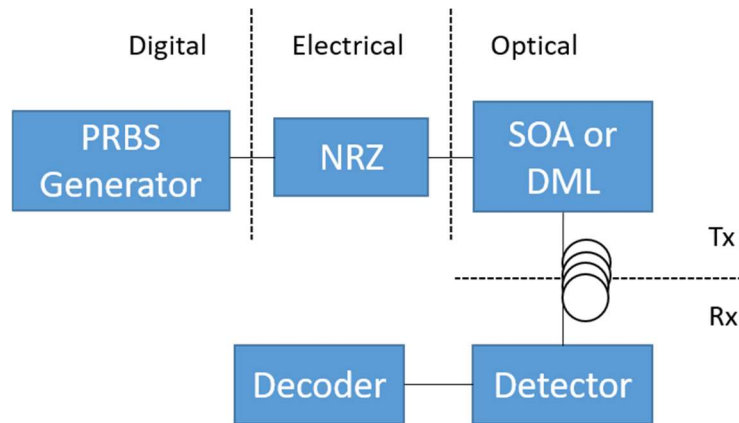 Digital
Electrical
Optical
PRBS
Generator
NRZ
SOA or
DML
Tx
Rx
Decoder
Detector